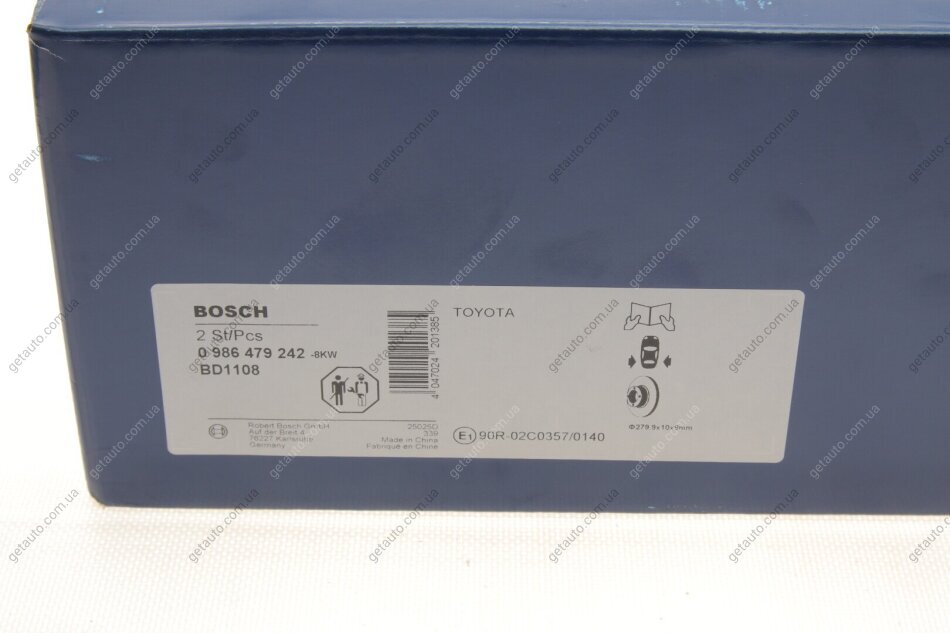 BOSCH
2 St/Pcs
0 986 479 242 -8KW
BD1108
4 047024 201385
TOYOTA
Robert Bosch GmbH
Auf der Breit 4
76227 Karlsruhe
Germany
25025D
339
Made in China
Fabriqué en Chine
E1 90R-02C0357/0140
Φ279.9x10x9mm
getauto.com.ua